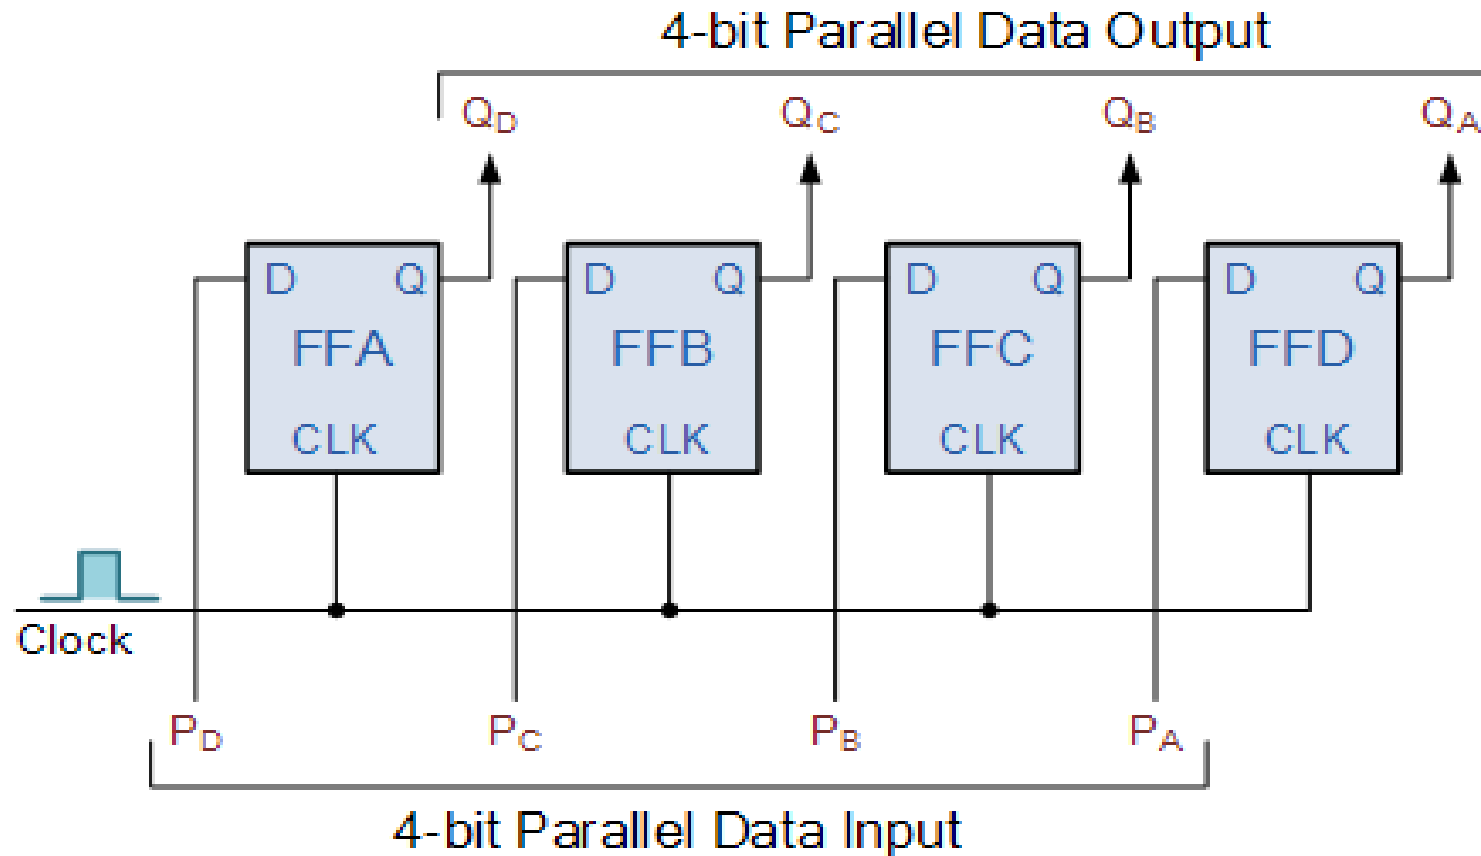 4-bit Parallel Data Output
QD QC QB QA
D Q D Q D Q D Q
FFA FFB FFC FFD
CLK CLK CLK CLK
Clock
PD PC PB PA
4-bit Parallel Data Input